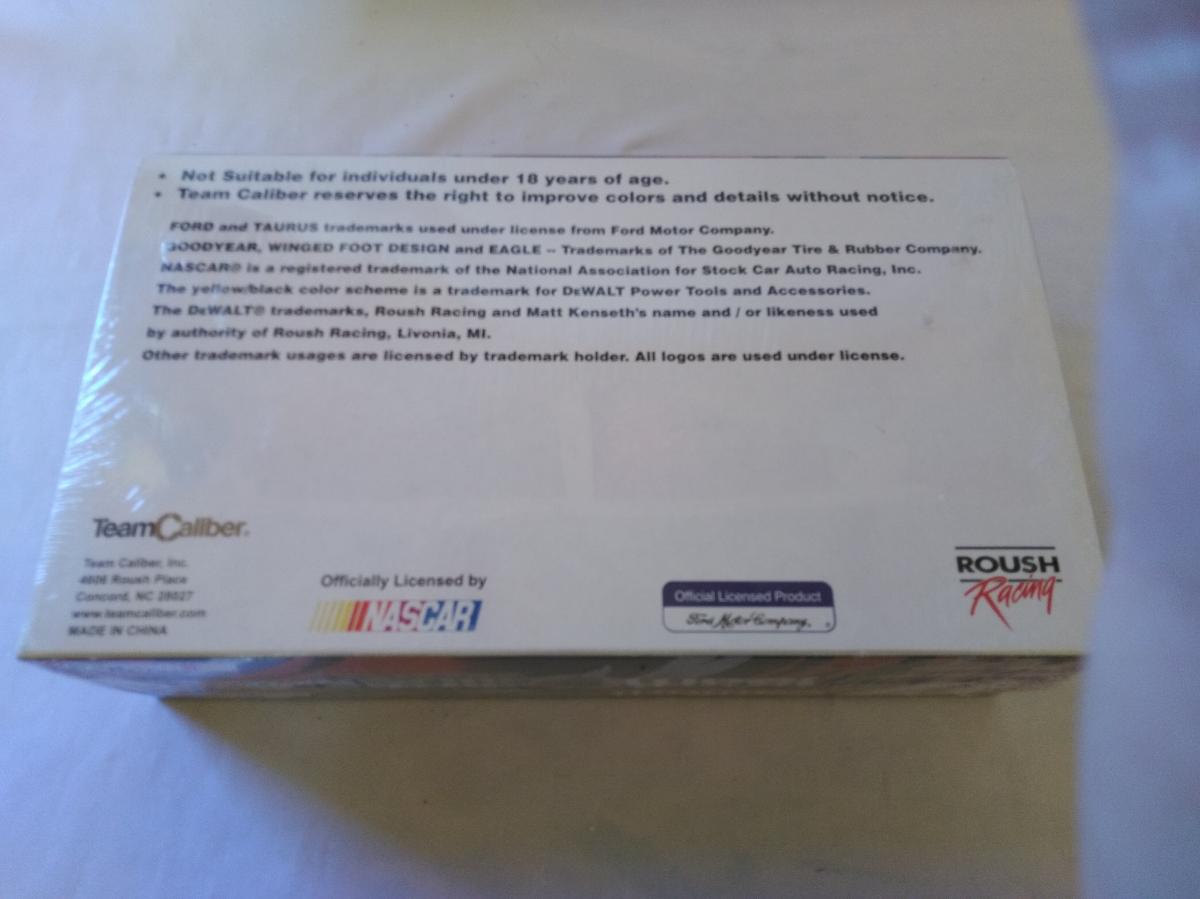 • Not Suitable for individuals under 18 years of age.
• Team Caliber reserves the right to improve colors and details without notice.
FORD and TAURUS trademarks used under license from Ford Motor Company.
GOODYEAR, WINGED FOOT DESIGN and EAGLE -- Trademarks of The Goodyear Tire & Rubber Company.
NASCAR® is a registered trademark of the National Association for Stock Car Auto Racing, Inc.
The yellow/black color scheme is a trademark for DEWALT Power Tools and Accessories.
The DEWALT® trademarks, Roush Racing and Matt Kenseth's name and / or likeness used
by authority of Roush Racing, Livonia, MI.
Other trademark usages are licensed by trademark holder. All logos are used under license.
TeamCaliber®
Team Caliber, Inc.
4606 Roush Place
Concord, NC 28027
www.teamcaliber.com
MADE IN CHINA
Officially Licensed by
NASCAR
Official Licensed Product
Ford Motor Company
ROUSH
Racing